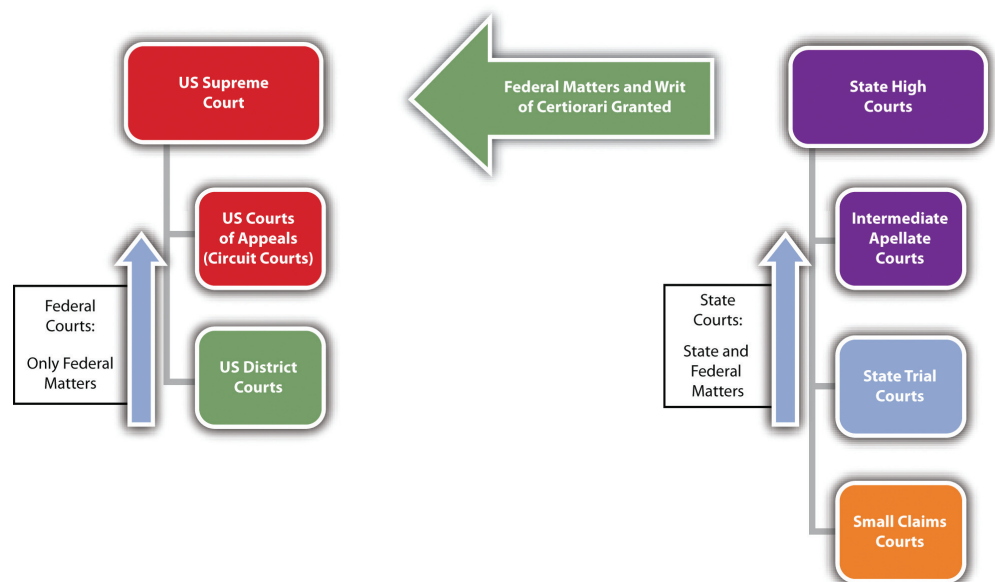 US Supreme
Court
Federal Matters and Writ
of Certiorari Granted
State High
Courts
US Courts
of Appeals
(Circuit Courts)
Intermediate
Apellate
Courts
Federal
Courts:
Only Federal
Matters
State
Courts:
State and
Federal
Matters
US District
Courts
State Trial
Courts
Small Claims
Courts